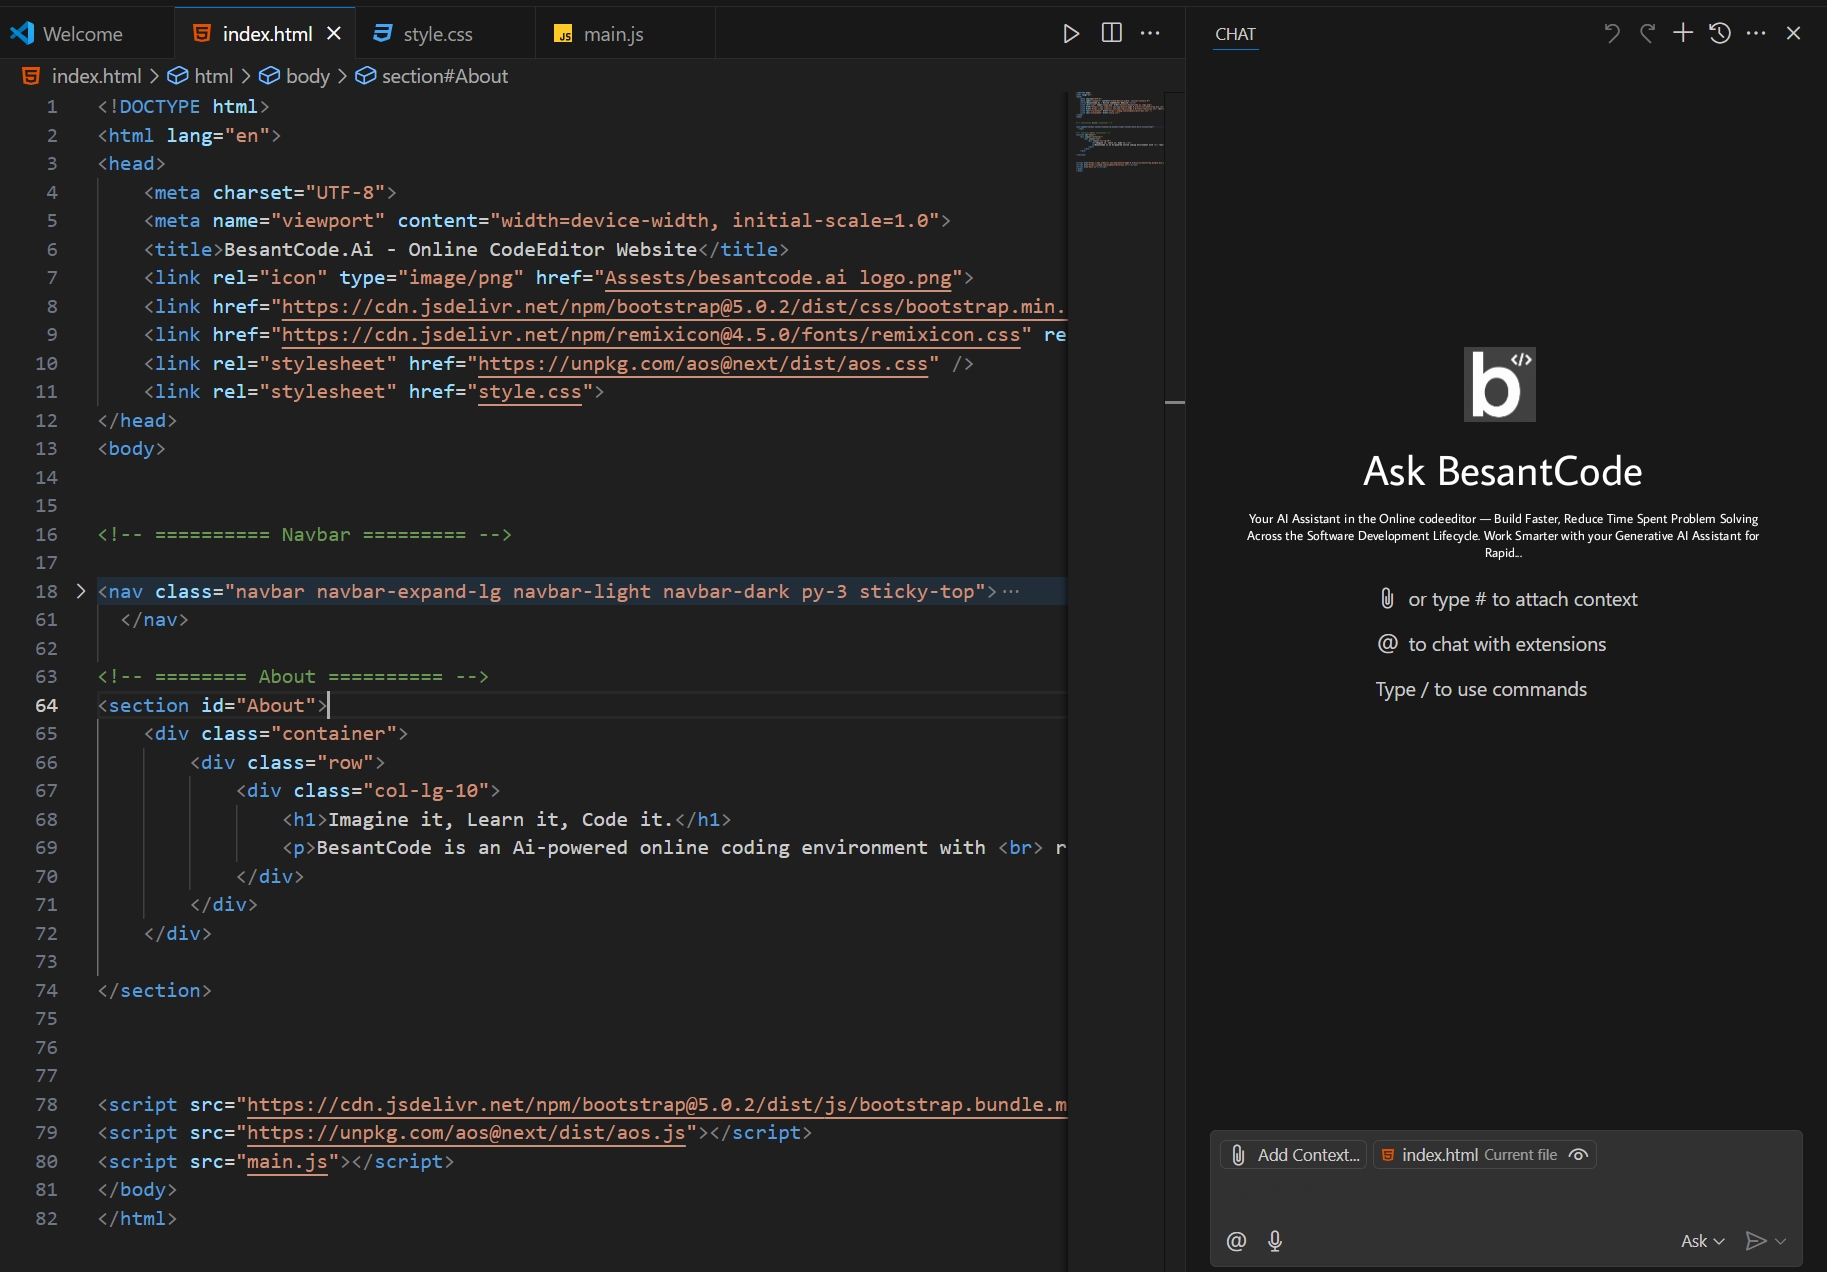 Welcome
index.html
style.css
JS main.js
index.html > html > body > section#About
1 <!DOCTYPE html>
2 <html lang="en">
3 <head>
4 <meta charset="UTF-8">
5 <meta name="viewport" content="width=device-width, initial-scale=1.0">
6 <title>BesantCode.Ai - Online CodeEditor Website</title>
7 <link rel="icon" type="image/png" href="Assests/besantcode.ai logo.png">
8 <link href="https://cdn.jsdelivr.net/npm/bootstrap@5.0.2/dist/css/bootstrap.min.
9 <link href="https://cdn.jsdelivr.net/npm/remixicon@4.5.0/fonts/remixicon.css" re
10 <link rel="stylesheet" href="https://unpkg.com/aos@next/dist/aos.css" />
11 <link rel="stylesheet" href="style.css">
12 </head>
13 <body>
14
15
16 <!-- ========== Navbar ========= -->
17
18 <nav class="navbar navbar-expand-lg navbar-light navbar-dark py-3 sticky-top">···
61 </nav>
62
63 <!-- ======== About ========== -->
64 <section id="About">
65 <div class="container">
66 <div class="row">
67 <div class="col-lg-10">
68 <h1>Imagine it, Learn it, Code it.</h1>
69 <p>BesantCode is an Ai-powered online coding environment with <br> r
70 </div>
71 </div>
72 </div>
73
74 </section>
75
76
77
78 <script src="https://cdn.jsdelivr.net/npm/bootstrap@5.0.2/dist/js/bootstrap.bundle.m
79 <script src="https://unpkg.com/aos@next/dist/aos.js"></script>
80 <script src="main.js"></script>
81 </body>
82 </html>
CHAT
b </>
Ask BesantCode
Your AI Assistant in the Online codeeditor — Build Faster, Reduce Time Spent Problem Solving
Across the Software Development Lifecycle. Work Smarter with your Generative AI Assistant for
Rapid...
or type # to attach context
@ to chat with extensions
Type / to use commands
Add Context...
index.html Current file
@
Ask